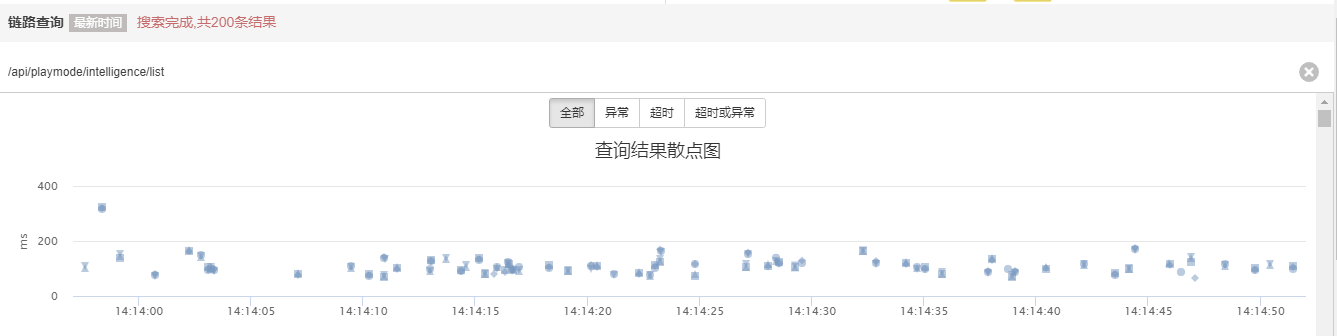 链路查询 最新时间 搜索完成,共200条结果
/api/playmode/intelligence/list
全部 异常 超时 超时或异常
查询结果散点图
400
ms
200
0
14:14:00 14:14:05 14:14:10 14:14:15 14:14:20 14:14:25 14:14:30 14:14:35 14:14:40 14:14:45 14:14:50